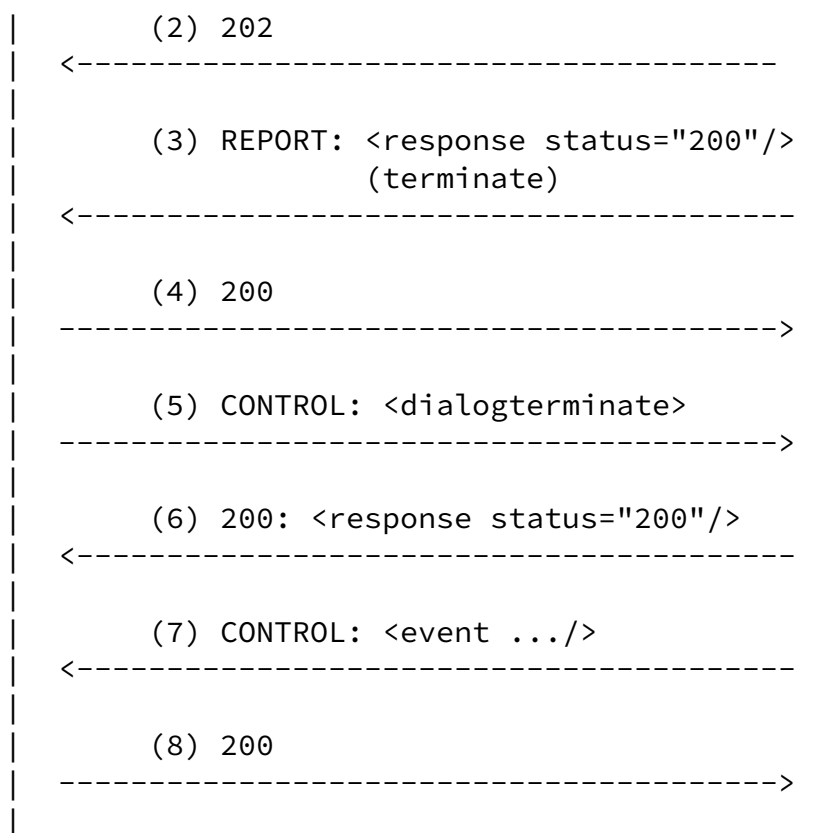 |       (2) 202
|  <---------------------------------------
|
|       (3) REPORT: <response status="200"/>
|                   (terminate)
|  <----------------------------------------
|
|       (4) 200
|  ---------------------------------------->
|
|       (5) CONTROL: <dialogterminate>
|  ---------------------------------------->
|
|       (6) 200: <response status="200"/>
|  <----------------------------------------
|
|       (7) CONTROL: <event .../>
|  <----------------------------------------
|
|       (8) 200
|  ---------------------------------------->
|